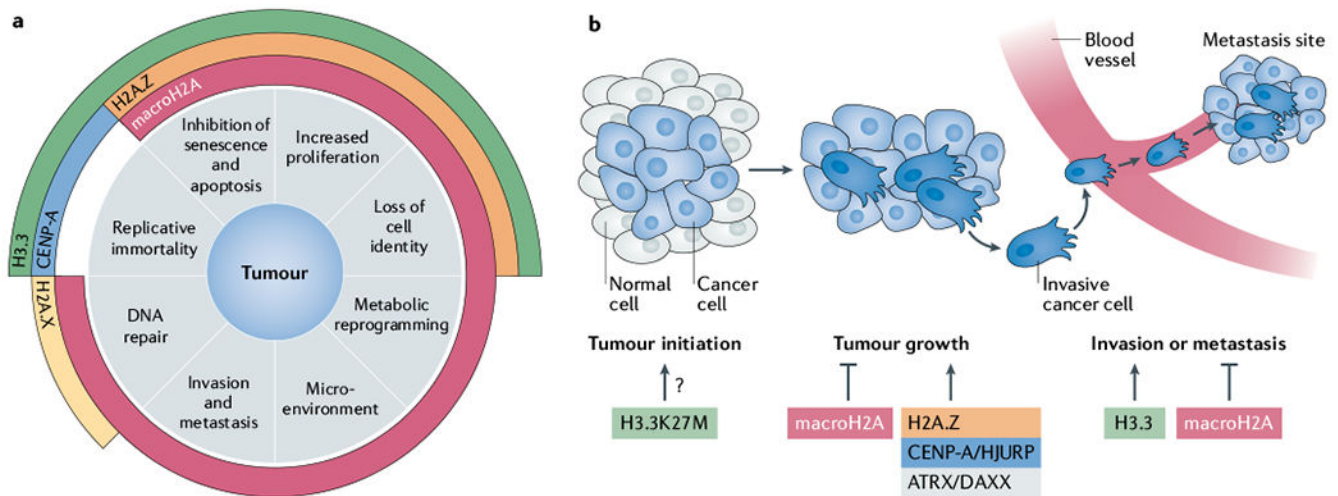 a
H3.3
CENP-A
H2A.Z
macroH2A
H2A.X
Inhibition of
senescence
and
apoptosis
Increased
proliferation
Loss of
cell
identity
Metabolic
reprogramming
Micro-
environment
Invasion
and
metastasis
DNA
repair
Replicative
immortality
Tumour
b
Blood
vessel
Metastasis site
Normal
cell
Cancer
cell
Invasive
cancer cell
Tumour initiation
?
H3.3K27M
Tumour growth
macroH2A
H2A.Z
CENP-A/HJURP
ATRX/DAXX
Invasion or metastasis
H3.3
macroH2A